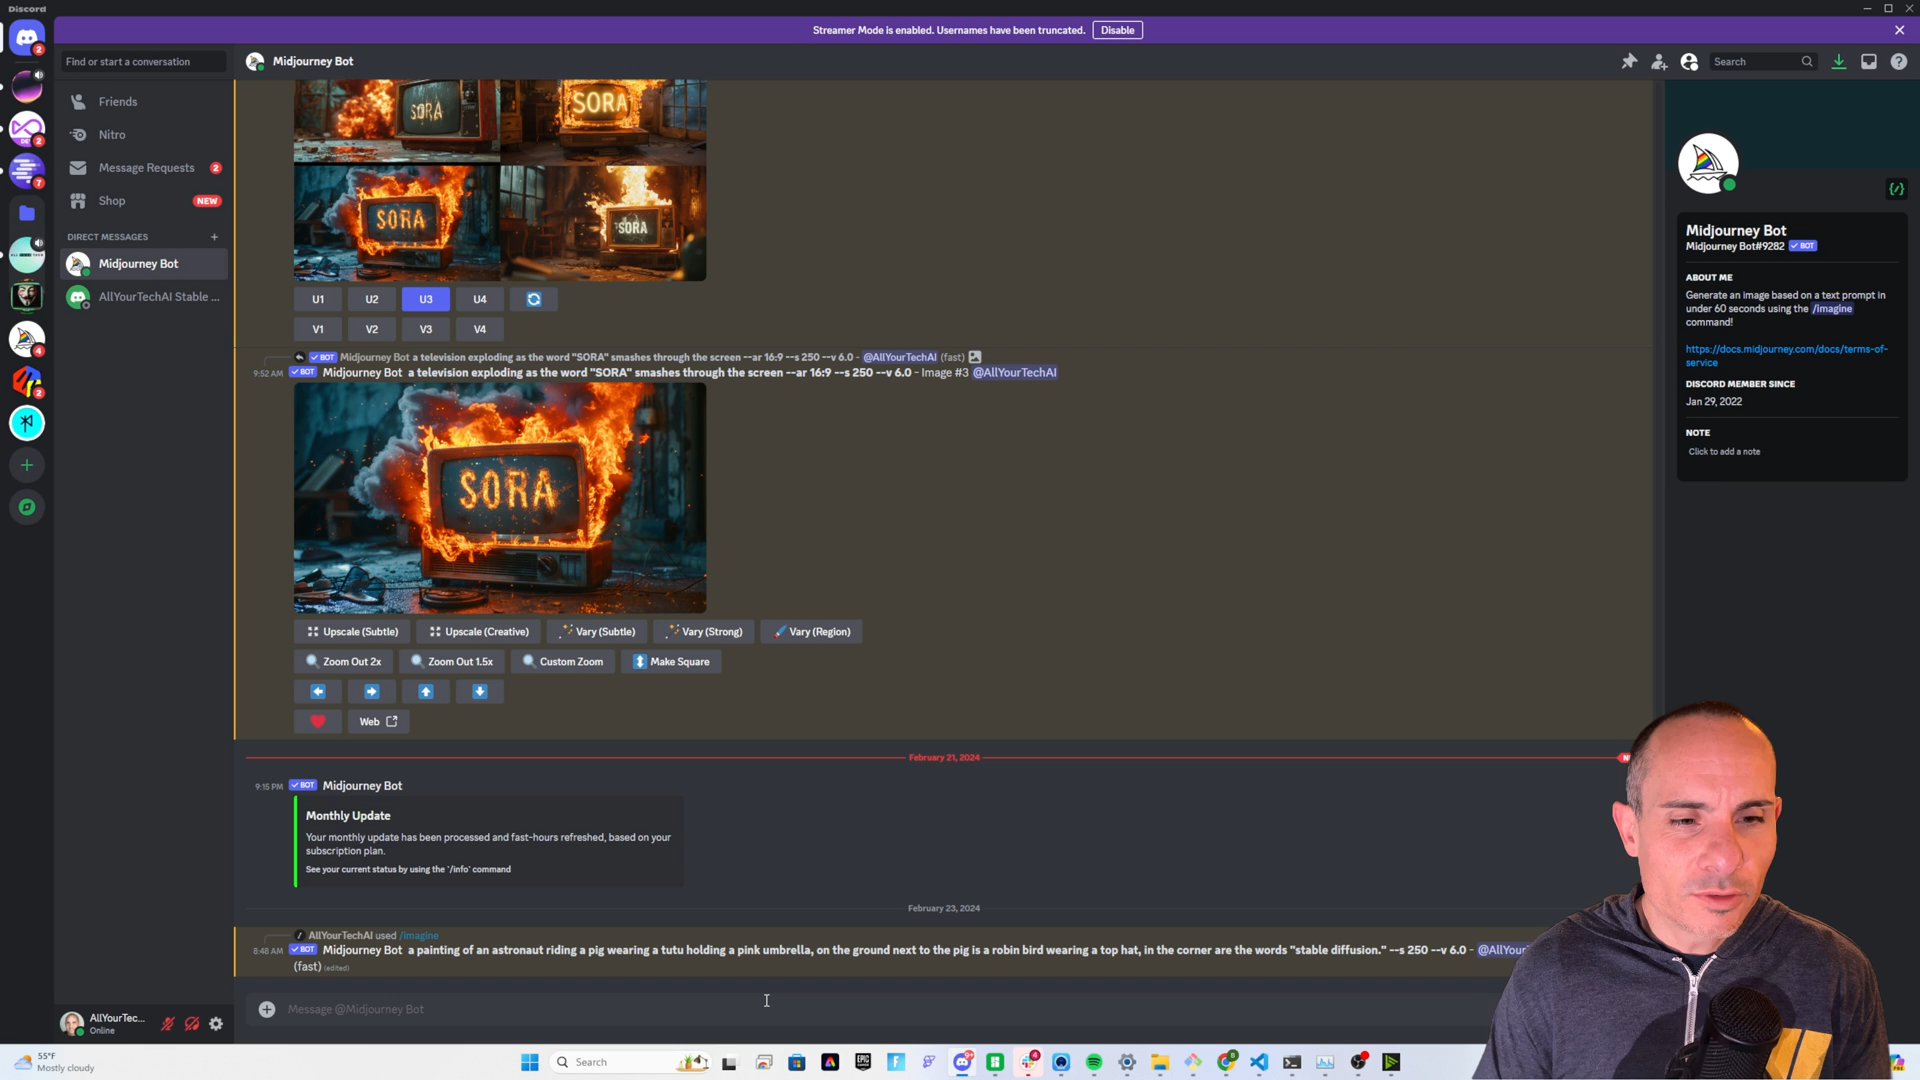 Discord
Streamer Mode is enabled. Usernames have been truncated.
Disable
Find or start a conversation
Midjourney Bot
Search
Friends
Nitro
Message Requests
2
Shop
NEW
DIRECT MESSAGES
Midjourney Bot
AllYourTechAI Stable ...
SORA
SORA
SORA
SORA
U1
U2
U3
U4
V1
V2
V3
V4
BOT Midjourney Bot a television exploding as the word "SORA" smashes through the screen --ar 16:9 --s 250 --v 6.0 - @AllYourTechAI (fast)
9:52 AM BOT Midjourney Bot a television exploding as the word "SORA" smashes through the screen --ar 16:9 --s 250 --v 6.0 - Image #3 @AllYourTechAI
SORA
Upscale (Subtle)
Upscale (Creative)
Vary (Subtle)
Vary (Strong)
Vary (Region)
Zoom Out 2x
Zoom Out 1.5x
Custom Zoom
Make Square
Web
February 21, 2024
9:15 PM BOT Midjourney Bot
Monthly Update
Your monthly update has been processed and fast-hours refreshed, based on your
subscription plan.
See your current status by using the '/info' command
February 23, 2024
AllYourTechAI used /imagine
8:48 AM BOT Midjourney Bot a painting of an astronaut riding a pig wearing a tutu holding a pink umbrella, on the ground next to the pig is a robin bird wearing a top hat, in the corner are the words "stable diffusion." --s 250 --v 6.0 - @AllYour
(fast) (edited)
Message @Midjourney Bot
Midjourney Bot
Midjourney Bot#9282 BOT
ABOUT ME
Generate an image based on a text prompt in
under 60 seconds using the /imagine
command!
https://docs.midjourney.com/docs/terms-of-
service
DISCORD MEMBER SINCE
Jan 29, 2022
NOTE
Click to add a note
AllYourTec...
Online
55°F
Mostly cloudy
Search